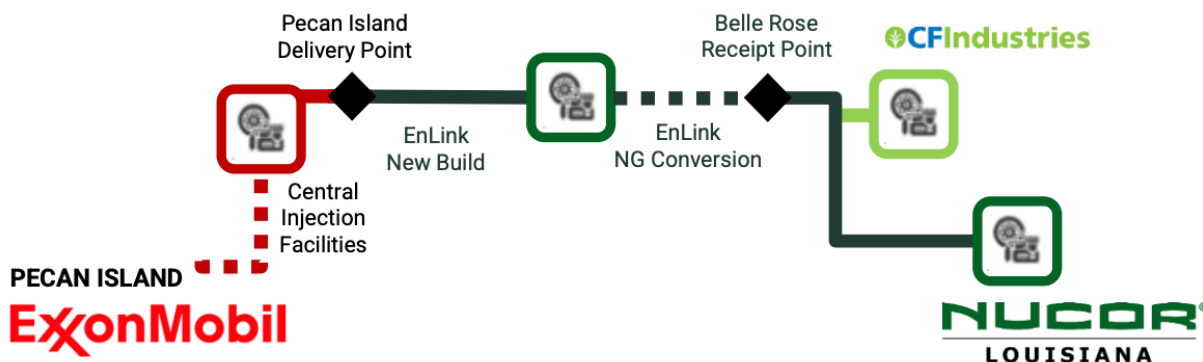 Pecan Island
Delivery Point
Belle Rose
Receipt Point
CFIndustries
EnLink
New Build
EnLink
NG Conversion
Central
Injection
Facilities
PECAN ISLAND
ExxonMobil
NUCOR®
LOUISIANA